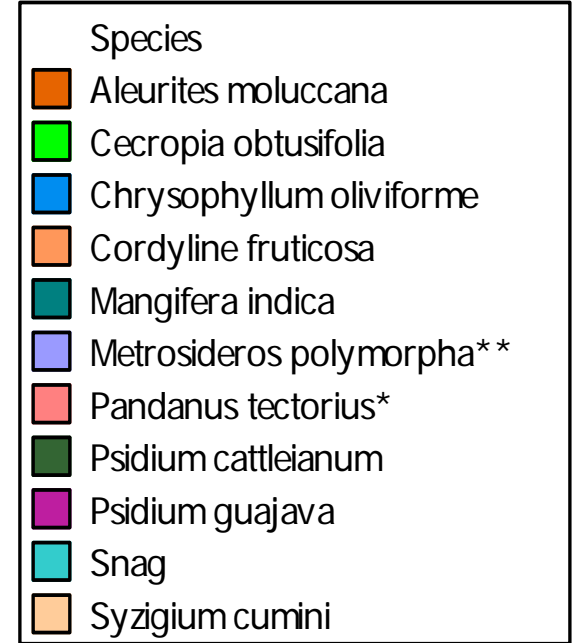 Species
Aleurites moluccana
Cecropia obtusifolia
Chrysophyllum oliviforme
Cordyline fruticosa
Mangifera indica
Metrosideros polymorpha**
Pandanus tectorius*
Psidium cattleianum
Psidium guajava
Snag
Syzigium cumini